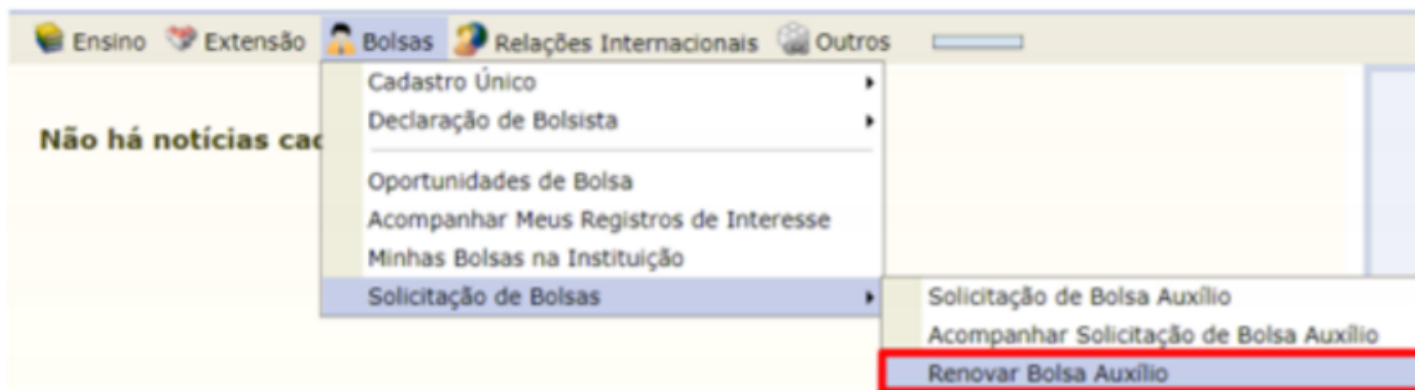 Ensino Extensão Bolsas Relações Internacionais Outros
Cadastro Único
Declaração de Bolsista
Não há notícias cad
Oportunidades de Bolsa
Acompanhar Meus Registros de Interesse
Minhas Bolsas na Instituição
Solicitação de Bolsas
Solicitação de Bolsa Auxílio
Acompanhar Solicitação de Bolsa Auxílio
Renovar Bolsa Auxílio